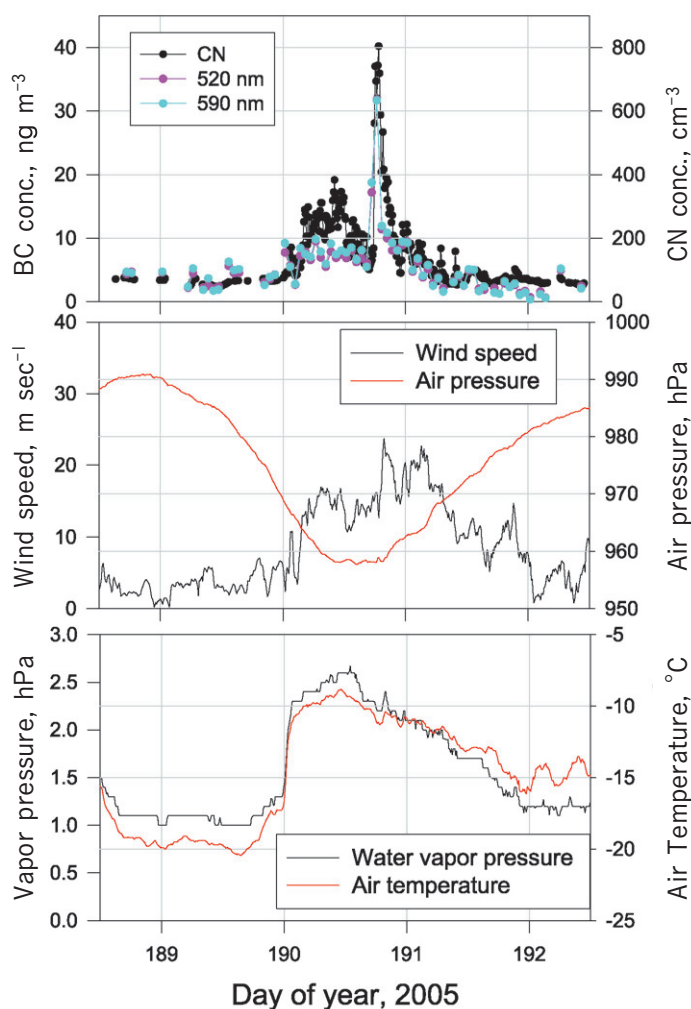 BC conc., ng m⁻³
40
30
20
10
0
CN
520 nm
590 nm
800
600
400
200
0
CN conc., cm⁻³
Wind speed, m sec⁻¹
40
30
20
10
0
Wind speed
Air pressure
1000
990
980
970
960
950
Air pressure, hPa
Vapor pressure, hPa
3.0
2.5
2.0
1.5
1.0
0.5
0.0
Water vapor pressure
Air temperature
-5
-10
-15
-20
-25
Air Temperature, °C
189
190
191
192
Day of year, 2005